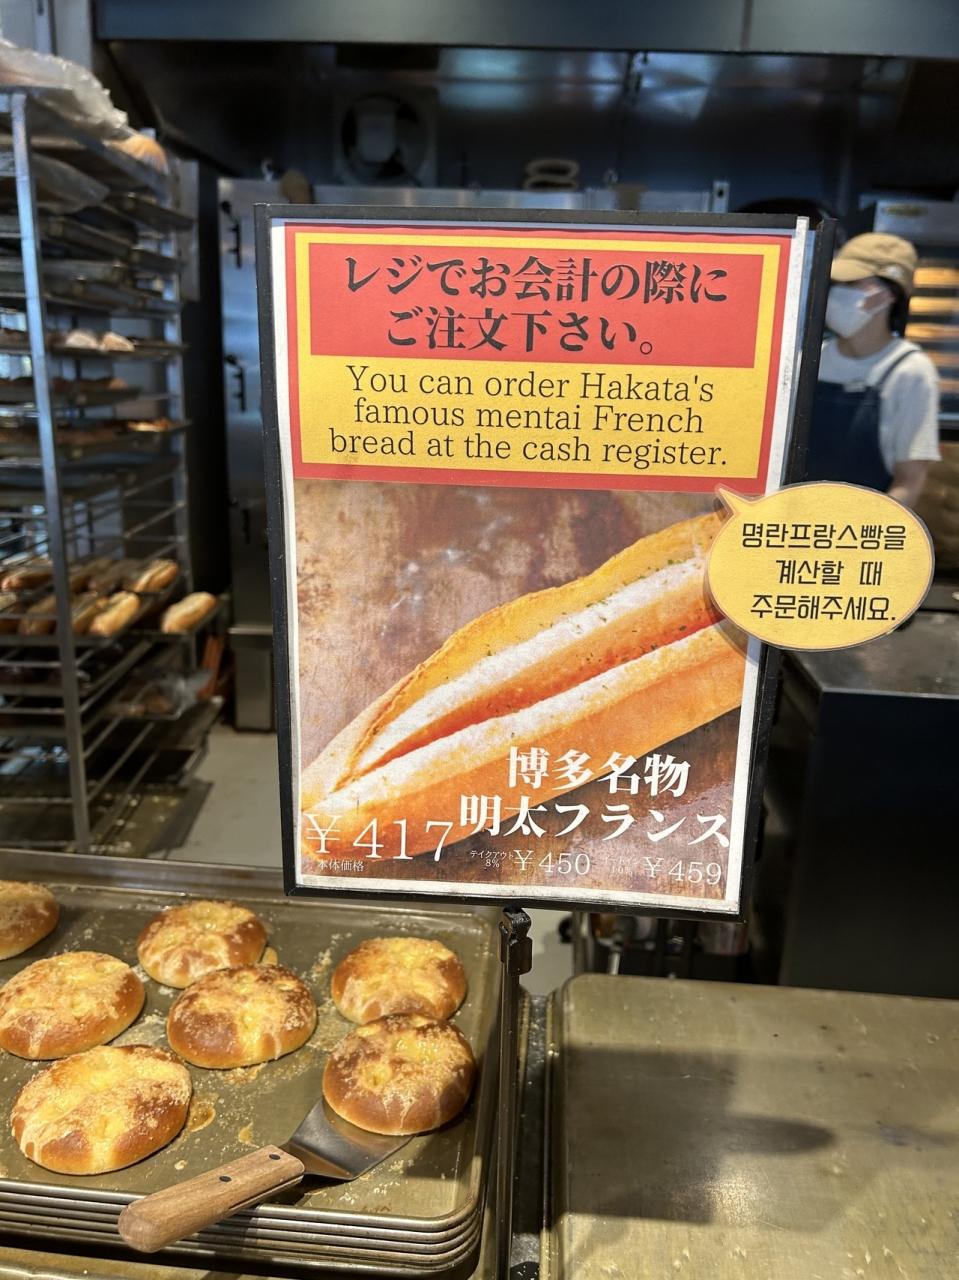 レジでお会計の際に
ご注文下さい。
You can order Hakata's
famous mentai French
bread at the cash register.
명란프랑스빵을
계산할 때
주문해주세요.
博多名物
明太フランス
¥417
本体価格
テイクアウト
8%
¥450
10%
¥459